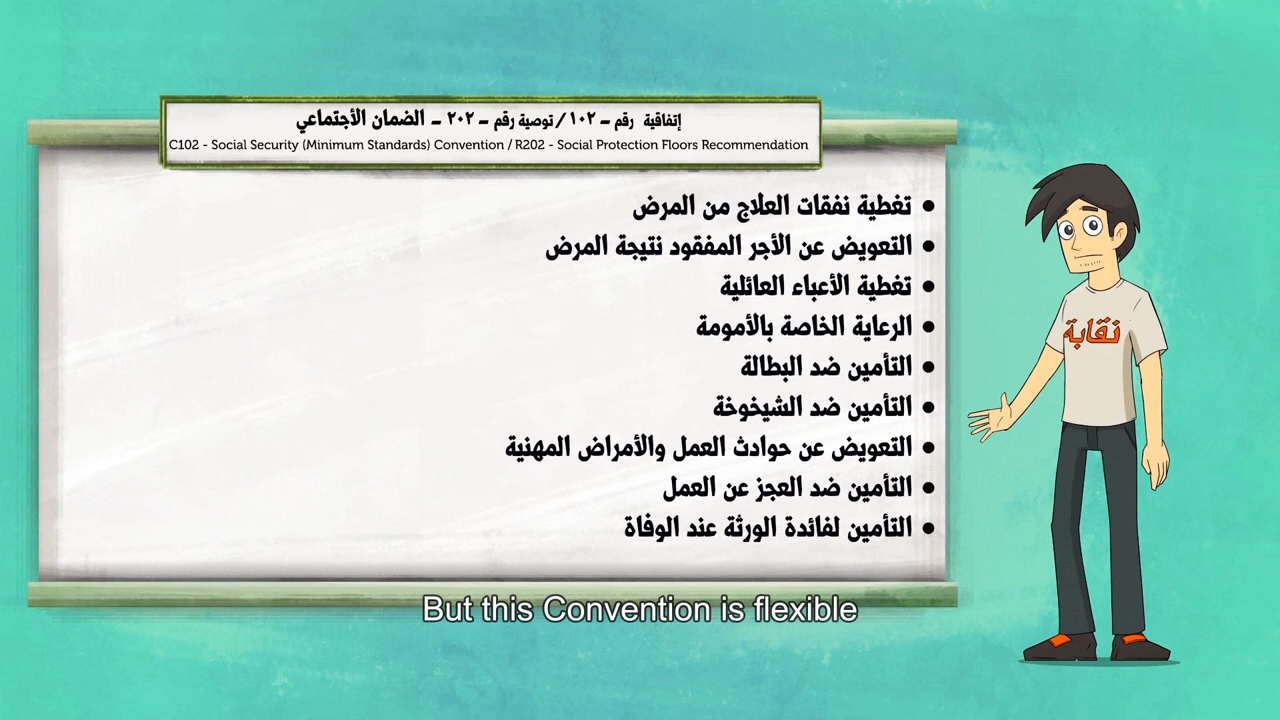 إتفاقية رقم - ١٠٢ / توصية رقم - ٢٠٢ - الضمان الأجتماعي
C102 - Social Security (Minimum Standards) Convention / R202 - Social Protection Floors Recommendation
• تغطية نفقات العلاج من المرض
• التعويض عن الأجر المفقود نتيجة المرض
• تغطية الأعباء العائلية
• الرعاية الخاصة بالأمومة
• التأمين ضد البطالة
• التأمين ضد الشيخوخة
• التعويض عن حوادث العمل والأمراض المهنية
• التأمين ضد العجز عن العمل
• التأمين لفائدة الورثة عند الوفاة
نقابة
But this Convention is flexible